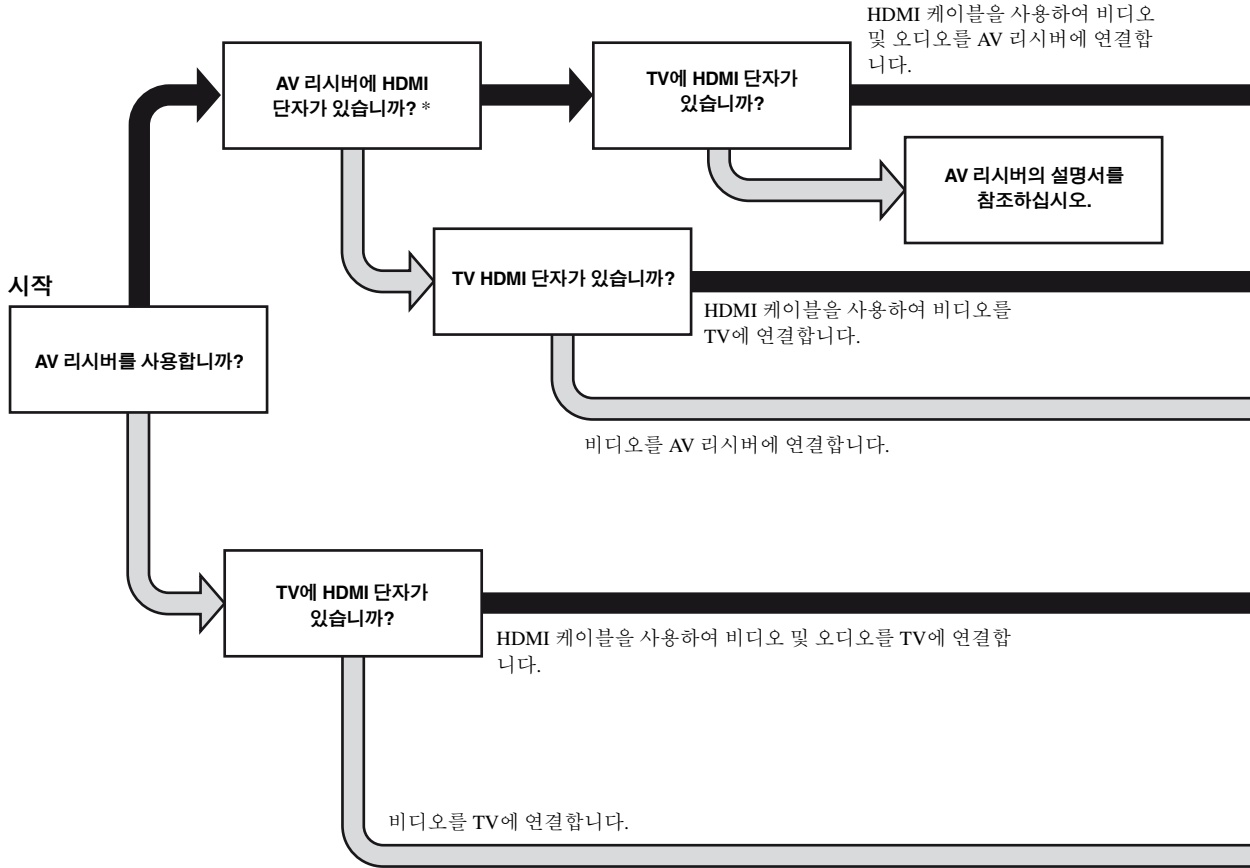 HDMI 케이블을 사용하여 비디오
및 오디오를 AV 리시버에 연결합
니다.
AV 리시버에 HDMI
단자가 있습니까? *
TV에 HDMI 단자가
있습니까?
AV 리시버의 설명서를
참조하십시오.
TV HDMI 단자가 있습니까?
HDMI 케이블을 사용하여 비디오를
TV에 연결합니다.
시작
AV 리시버를 사용합니까?
비디오를 AV 리시버에 연결합니다.
TV에 HDMI 단자가
있습니까?
HDMI 케이블을 사용하여 비디오 및 오디오를 TV에 연결합
니다.
비디오를 TV에 연결합니다.